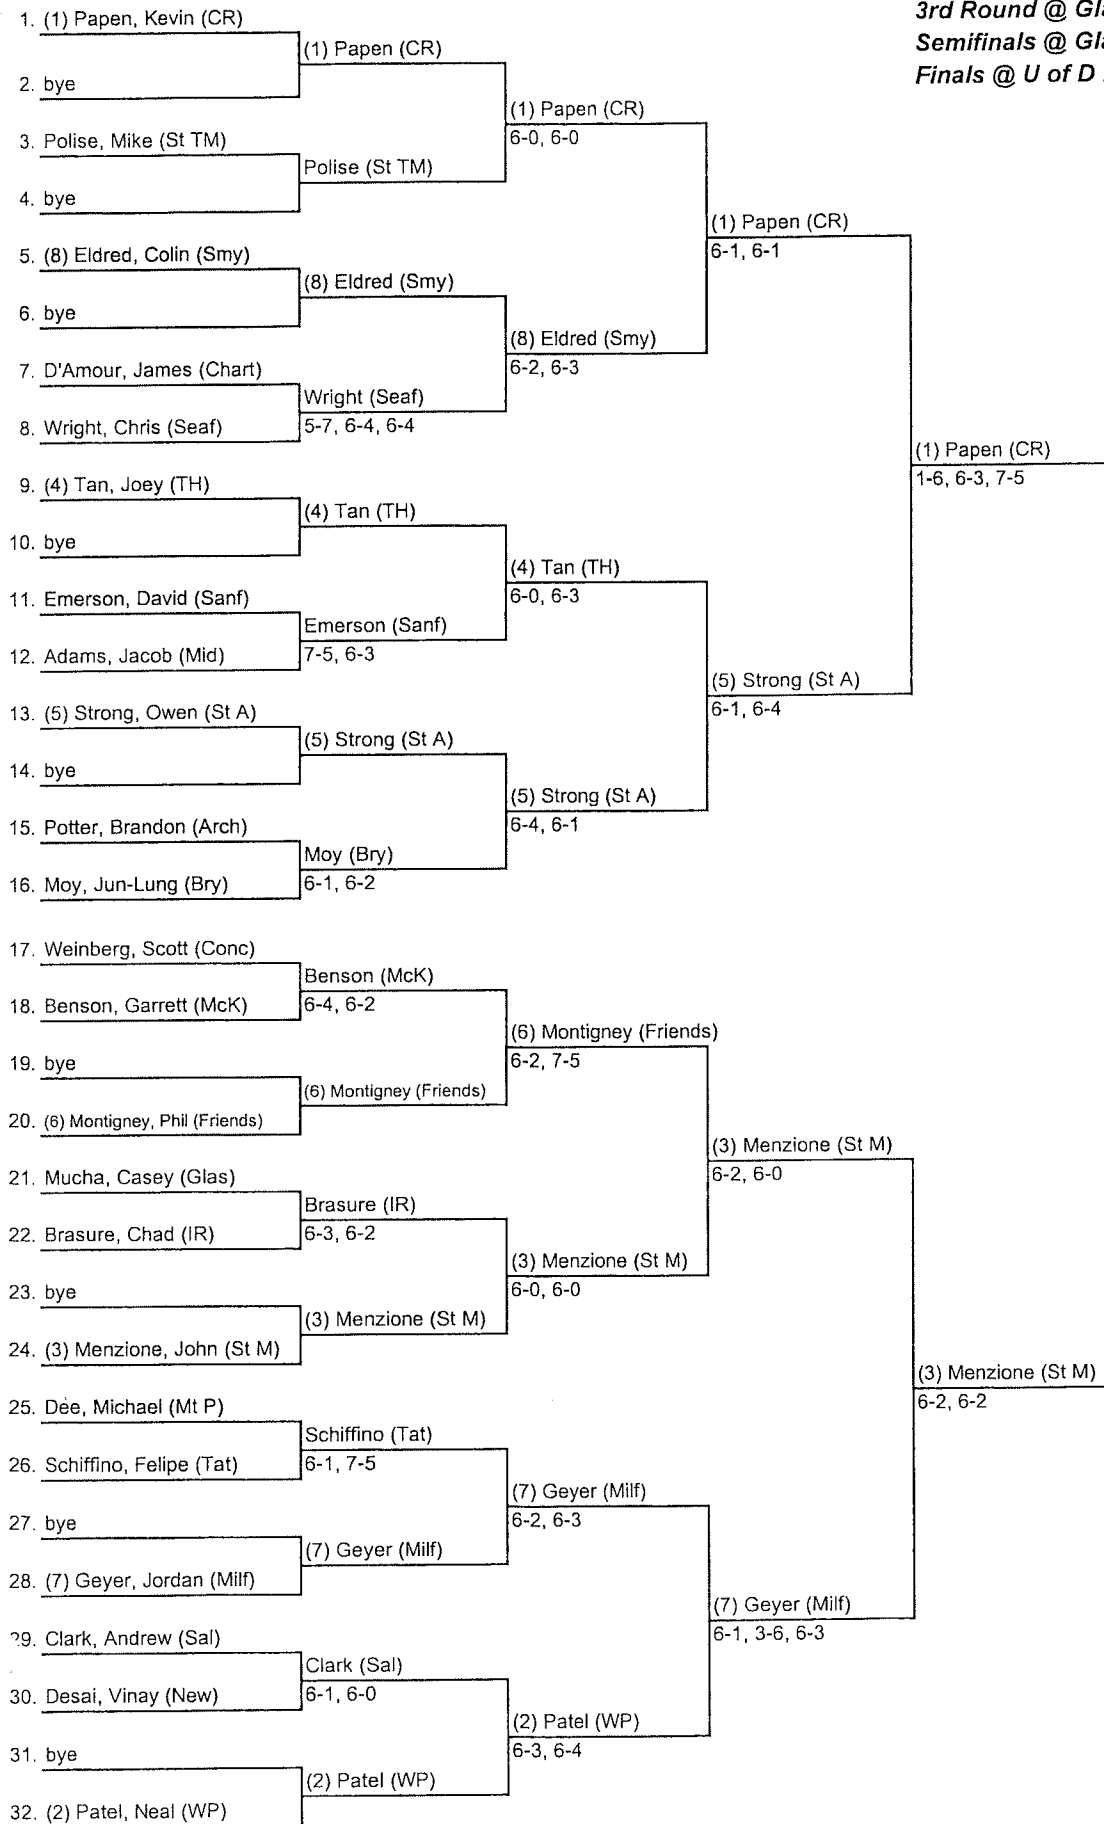 3rd Round @ Gla
Semifinals @ Gla
Finals @ U of D
1. (1) Papen, Kevin (CR)
2. bye
3. Polise, Mike (St TM)
4. bye
5. (8) Eldred, Colin (Smy)
6. bye
7. D'Amour, James (Chart)
8. Wright, Chris (Seaf)
9. (4) Tan, Joey (TH)
10. bye
11. Emerson, David (Sanf)
12. Adams, Jacob (Mid)
13. (5) Strong, Owen (St A)
14. bye
15. Potter, Brandon (Arch)
16. Moy, Jun-Lung (Bry)
17. Weinberg, Scott (Conc)
18. Benson, Garrett (McK)
19. bye
20. (6) Montigney, Phil (Friends)
21. Mucha, Casey (Glas)
22. Brasure, Chad (IR)
23. bye
24. (3) Menzione, John (St M)
25. Dee, Michael (Mt P)
26. Schiffino, Felipe (Tat)
27. bye
28. (7) Geyer, Jordan (Milf)
29. Clark, Andrew (Sal)
30. Desai, Vinay (New)
31. bye
32. (2) Patel, Neal (WP)
(1) Papen (CR)
Polise (St TM)
(8) Eldred (Smy)
Wright (Seaf)
5-7, 6-4, 6-4
(4) Tan (TH)
Emerson (Sanf)
7-5, 6-3
(5) Strong (St A)
Moy (Bry)
6-1, 6-2
Benson (McK)
6-4, 6-2
(6) Montigney (Friends)
Brasure (IR)
6-3, 6-2
(3) Menzione (St M)
Schiffino (Tat)
6-1, 7-5
(7) Geyer (Milf)
Clark (Sal)
6-1, 6-0
(2) Patel (WP)
(1) Papen (CR)
6-0, 6-0
(8) Eldred (Smy)
6-2, 6-3
(4) Tan (TH)
6-0, 6-3
(5) Strong (St A)
6-4, 6-1
(6) Montigney (Friends)
6-2, 7-5
(3) Menzione (St M)
6-0, 6-0
(7) Geyer (Milf)
6-2, 6-3
(2) Patel (WP)
6-3, 6-4
(1) Papen (CR)
6-1, 6-1
(5) Strong (St A)
6-1, 6-4
(3) Menzione (St M)
6-2, 6-0
(7) Geyer (Milf)
6-1, 3-6, 6-3
(1) Papen (CR)
1-6, 6-3, 7-5
(3) Menzione (St M)
6-2, 6-2